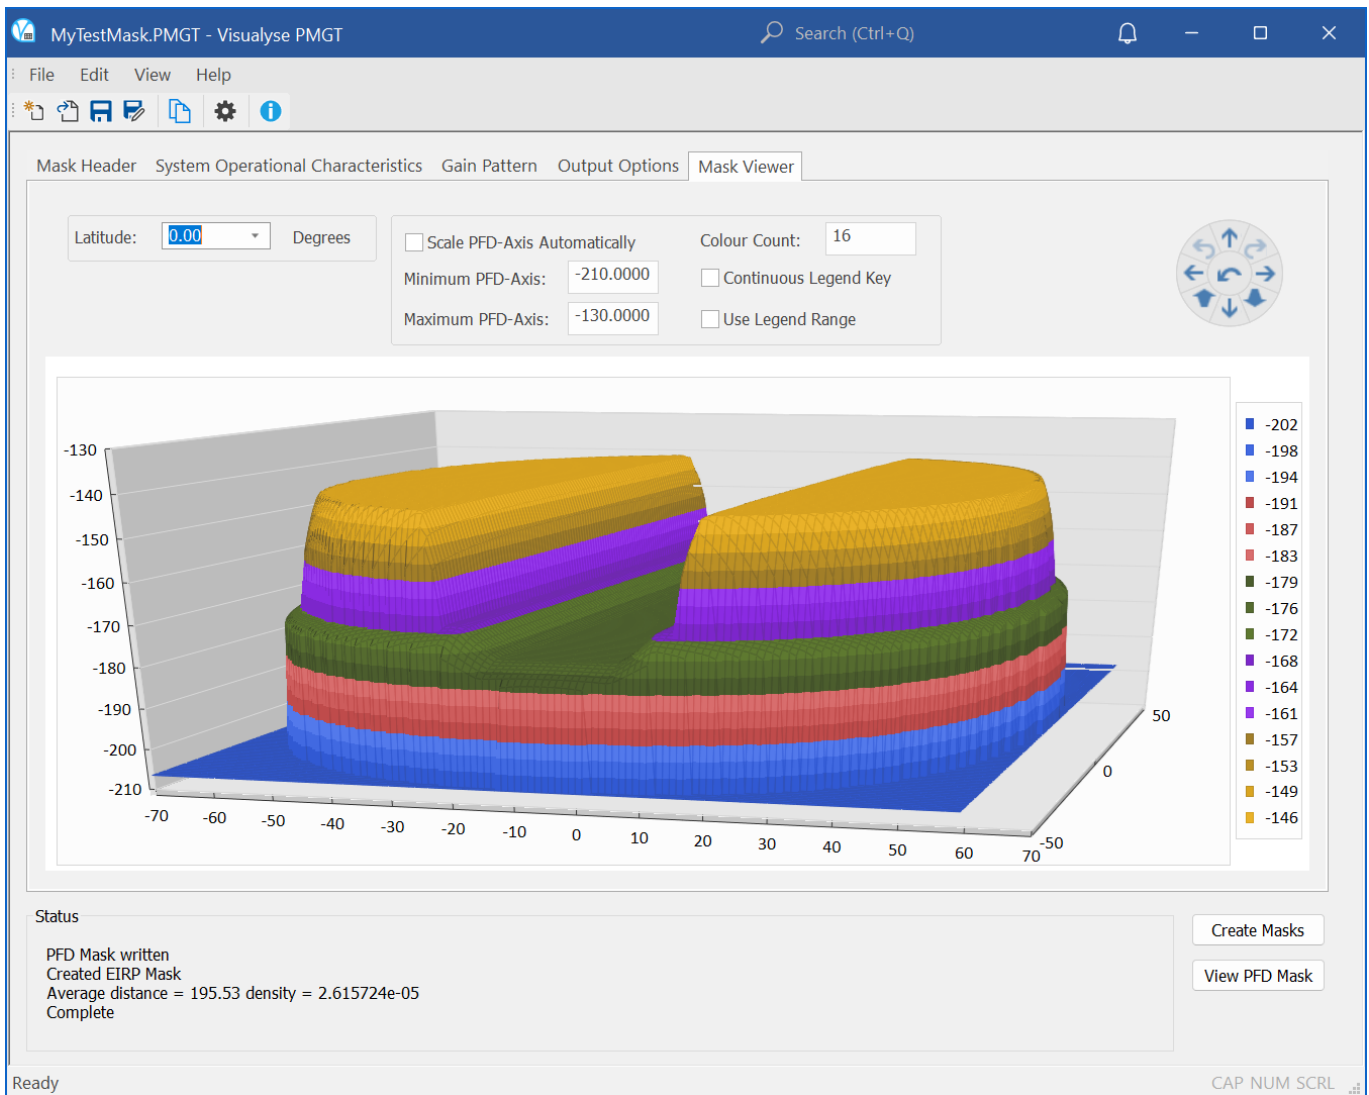 MyTestMask.PMGT - Visualyse PMGT
Search (Ctrl+Q)
File Edit View Help
Mask Header System Operational Characteristics Gain Pattern Output Options Mask Viewer
Latitude: 0.00 Degrees
Scale PFD-Axis Automatically
Colour Count: 16
Minimum PFD-Axis: -210.0000
Continuous Legend Key
Maximum PFD-Axis: -130.0000
Use Legend Range
-130
-140
-150
-160
-170
-180
-190
-200
-210
-70 -60 -50 -40 -30 -20 -10 0 10 20 30 40 50 60 70
-50
0
50
-202
-198
-194
-191
-187
-183
-179
-176
-172
-168
-164
-161
-157
-153
-149
-146
Status
PFD Mask written
Created EIRP Mask
Average distance = 195.53 density = 2.615724e-05
Complete
Create Masks
View PFD Mask
Ready
CAP NUM SCRL